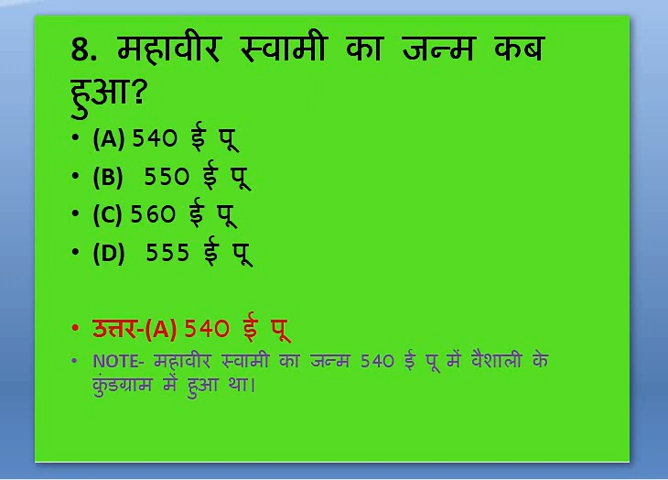 8. महावीर स्वामी का जन्म कब
हुआ?
• (A) 540 ई पू
• (B) 550 ई पू
• (C) 560 ई पू
• (D) 555 ई पू
• उत्तर-(A) 540 ई पू
• NOTE- महावीर स्वामी का जन्म 540 ई पू में वैशाली के
कुंडग्राम में हुआ था।